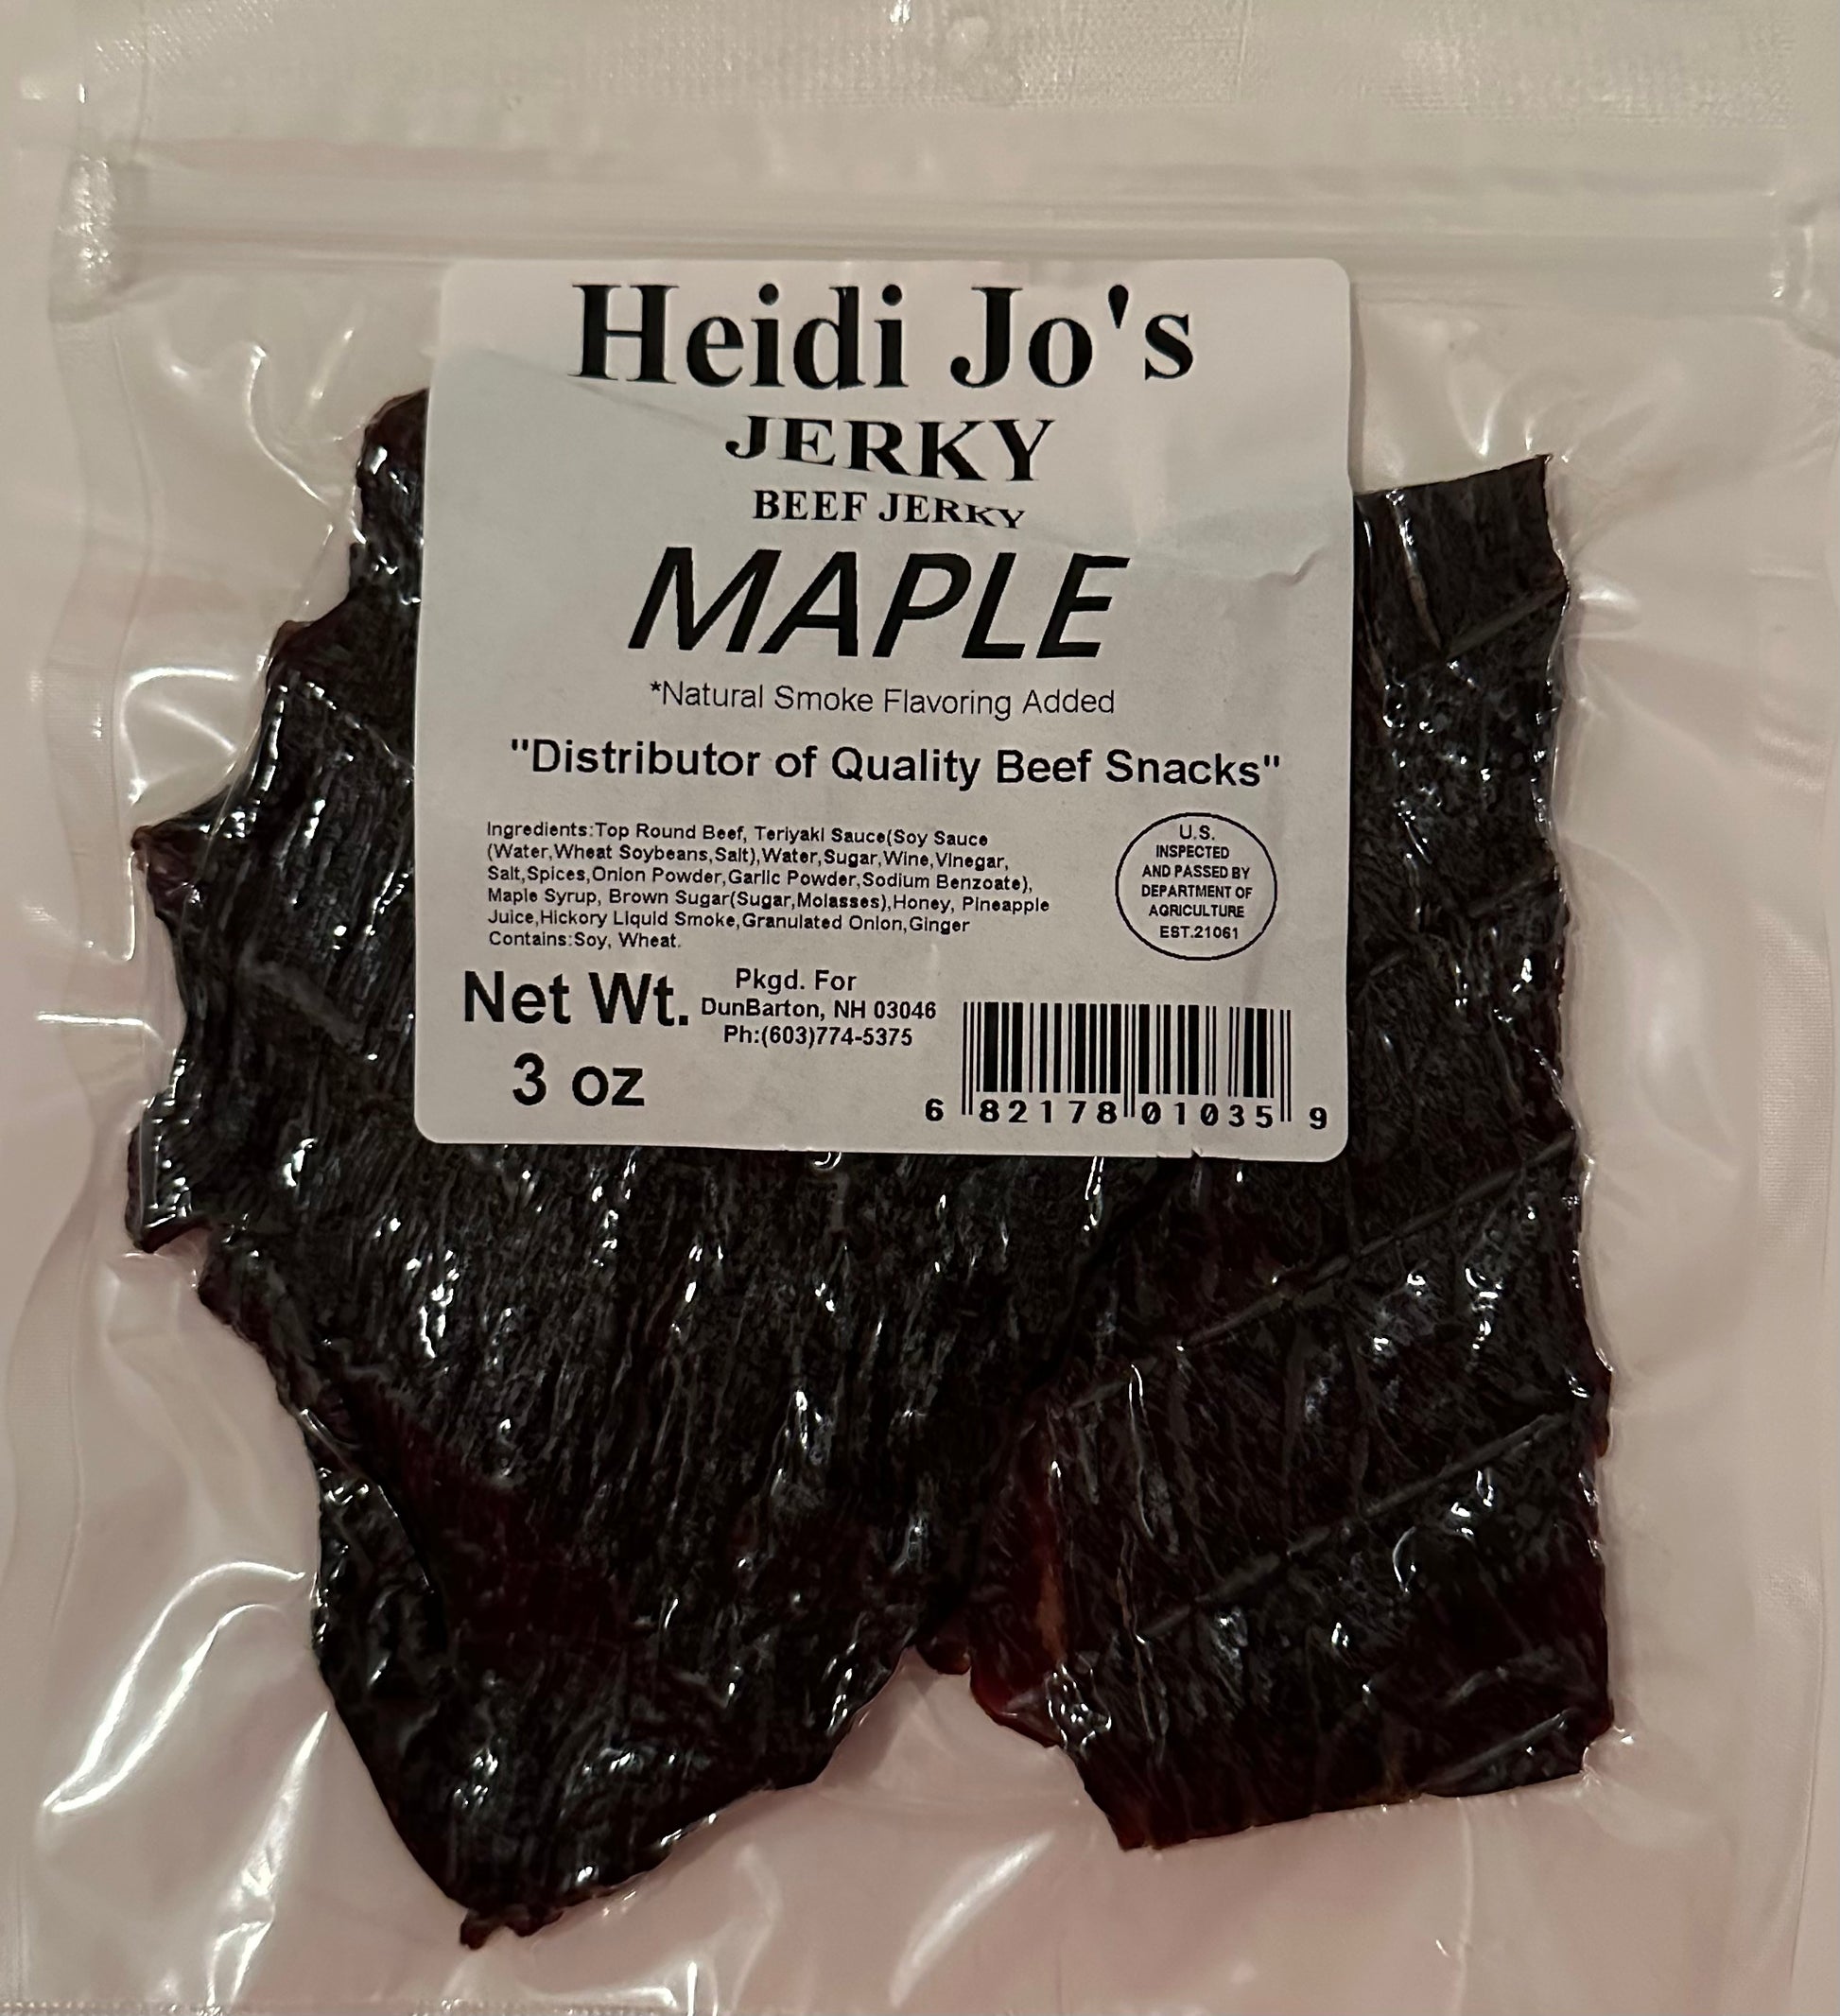 Heidi Jo's
JERKY
BEEF JERKY
MAPLE
*Natural Smoke Flavoring Added
"Distributor of Quality Beef Snacks"
Ingredients:Top Round Beef, Teriyaki Sauce(Soy Sauce
(Water,Wheat Soybeans,Salt),Water,Sugar,Wine,Vinegar,
Salt,Spices,Onion Powder,Garlic Powder,Sodium Benzoate),
Maple Syrup, Brown Sugar(Sugar,Molasses),Honey, Pineapple
Juice,Hickory Liquid Smoke,Granulated Onion,Ginger
Contains:Soy, Wheat.
U.S.
INSPECTED
AND PASSED BY
DEPARTMENT OF
AGRICULTURE
EST.21061
Net Wt.
3 oz
Pkgd. For
DunBarton, NH 03046
Ph:(603)774-5375
6 82178 01035 9